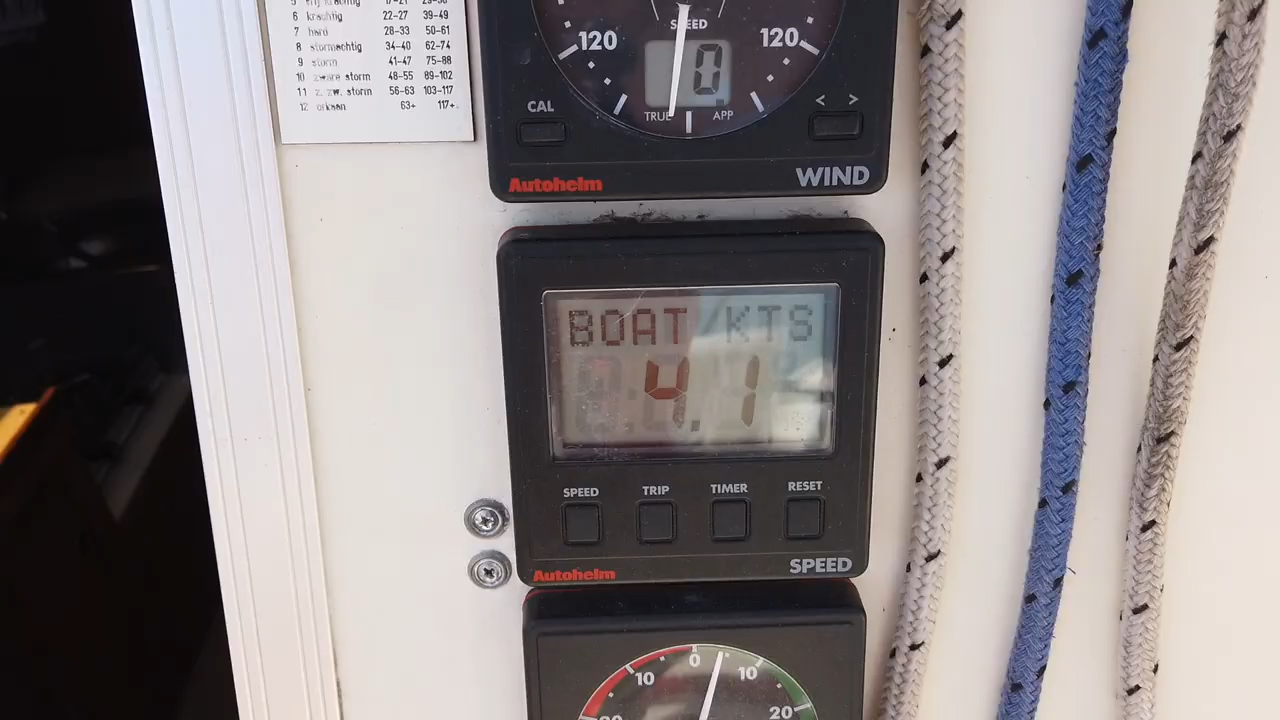 6 krachtig 22-27 39-49
7 hard 28-33 50-61
8 stormachtig 34-40 62-74
9 storm 41-47 75-88
10 zware storm 48-55 89-102
11 z. zw. storm 56-63 103-117
12 orkaan 63+ 117+
SPEED
120 120
0.
TRUE APP
CAL < >
Autohelm WIND
BOAT KTS
4.1
SPEED TRIP TIMER RESET
Autohelm SPEED
10 0 10
20